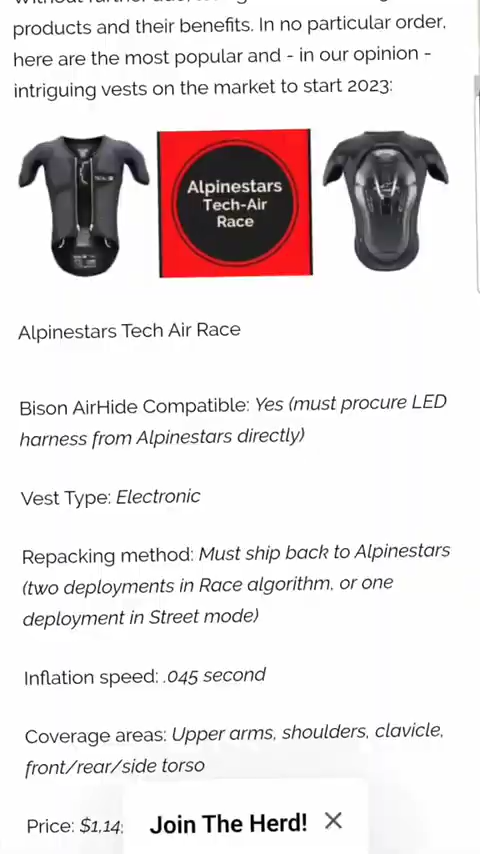 products and their benefits. In no particular order,
here are the most popular and - in our opinion -
intriguing vests on the market to start 2023:
Alpinestars
Tech-Air
Race
Alpinestars Tech Air Race
Bison AirHide Compatible: Yes (must procure LED
harness from Alpinestars directly)
Vest Type: Electronic
Repacking method: Must ship back to Alpinestars
(two deployments in Race algorithm, or one
deployment in Street mode)
Inflation speed: .045 second
Coverage areas: Upper arms, shoulders, clavicle,
front/rear/side torso
Price: $1,14
Join The Herd! ×